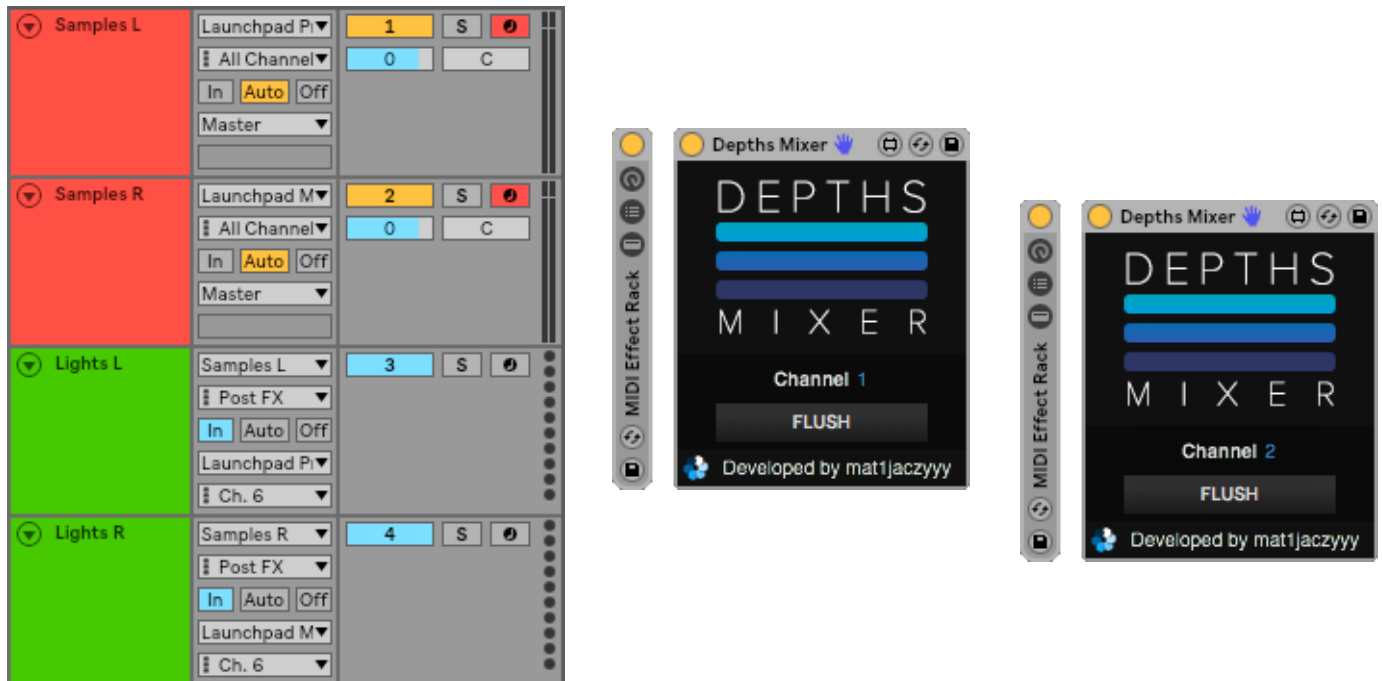 Samples L
Launchpad Pr
1
S
All Channel
0
C
In Auto Off
Master
Samples R
Launchpad M
2
S
All Channel
0
C
In Auto Off
Master
Lights L
Samples L
3
S
Post FX
In Auto Off
Launchpad Pr
Ch. 6
Lights R
Samples R
4
S
Post FX
In Auto Off
Launchpad M
Ch. 6
MIDI Effect Rack
Depths Mixer
DEPTHS
MIXER
Channel 1
FLUSH
Developed by mat1jaczyyy
MIDI Effect Rack
Depths Mixer
DEPTHS
MIXER
Channel 2
FLUSH
Developed by mat1jaczyyy